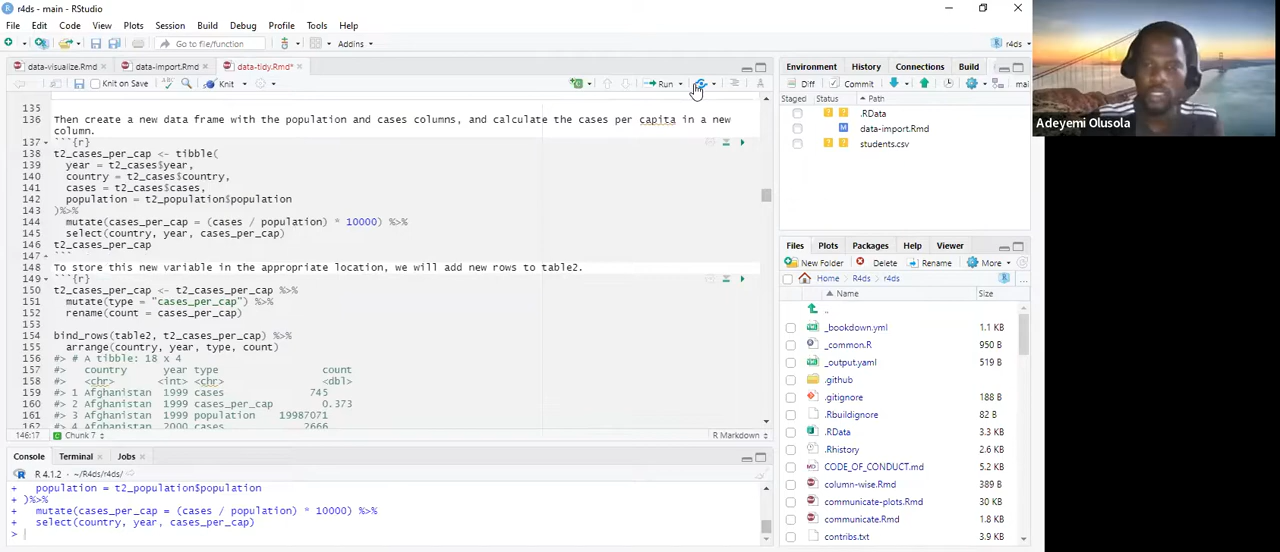 r4ds - main - RStudio
File Edit Code View Plots Session Build Debug Profile Tools Help
Go to file/function Addins r4ds
data-visualize.Rmd data-import.Rmd data-tidy.Rmd*
Knit on Save Knit Run
135
136 Then create a new data frame with the population and cases columns, and calculate the cases per capita in a new
column.
137 ```{r}
138 t2_cases_per_cap <- tibble(
139 year = t2_cases$year,
140 country = t2_cases$country,
141 cases = t2_cases$cases,
142 population = t2_population$population
143 )%>%
144 mutate(cases_per_cap = (cases / population) * 10000) %>%
145 select(country, year, cases_per_cap)
146 t2_cases_per_cap
147 ```
148 To store this new variable in the appropriate location, we will add new rows to table2.
149 ```{r}
150 t2_cases_per_cap <- t2_cases_per_cap %>%
151 mutate(type = "cases_per_cap") %>%
152 rename(count = cases_per_cap)
153
154 bind_rows(table2, t2_cases_per_cap) %>%
155 arrange(country, year, type, count)
156 #> # A tibble: 18 x 4
157 #> country year type count
158 #> <chr> <int> <chr> <dbl>
159 #> 1 Afghanistan 1999 cases 745
160 #> 2 Afghanistan 1999 cases_per_cap 0.373
161 #> 3 Afghanistan 1999 population 19987071
162 #> 4 Afghanistan 2000 cases 2666
146:17 Chunk 7 R Markdown
Console Terminal Jobs
R 4.1.2 . ~/R4ds/r4ds/
+ population = t2_population$population
+ )%>%
+ mutate(cases_per_cap = (cases / population) * 10000) %>%
+ select(country, year, cases_per_cap)
>
Environment History Connections Build
Diff Commit mai
Staged Status Path
.RData
M data-import.Rmd
students.csv
Files Plots Packages Help Viewer
New Folder Delete Rename More
Home R4ds r4ds ...
Name Size
..
_bookdown.yml 1.1 KB
_common.R 950 B
_output.yaml 519 B
.github
.gitignore 188 B
.Rbuildignore 82 B
.RData 3.3 KB
.Rhistory 2.6 KB
CODE_OF_CONDUCT.md 5.2 KB
column-wise.Rmd 389 B
communicate-plots.Rmd 30 KB
communicate.Rmd 1.8 KB
contribs.txt 3.9 KB
Adeyemi Olusola